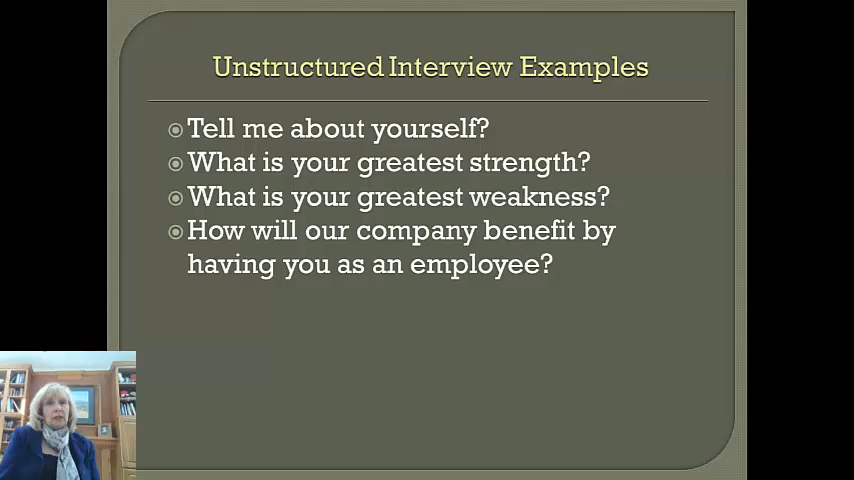 Unstructured Interview Examples
Tell me about yourself?
What is your greatest strength?
What is your greatest weakness?
How will our company benefit by
having you as an employee?